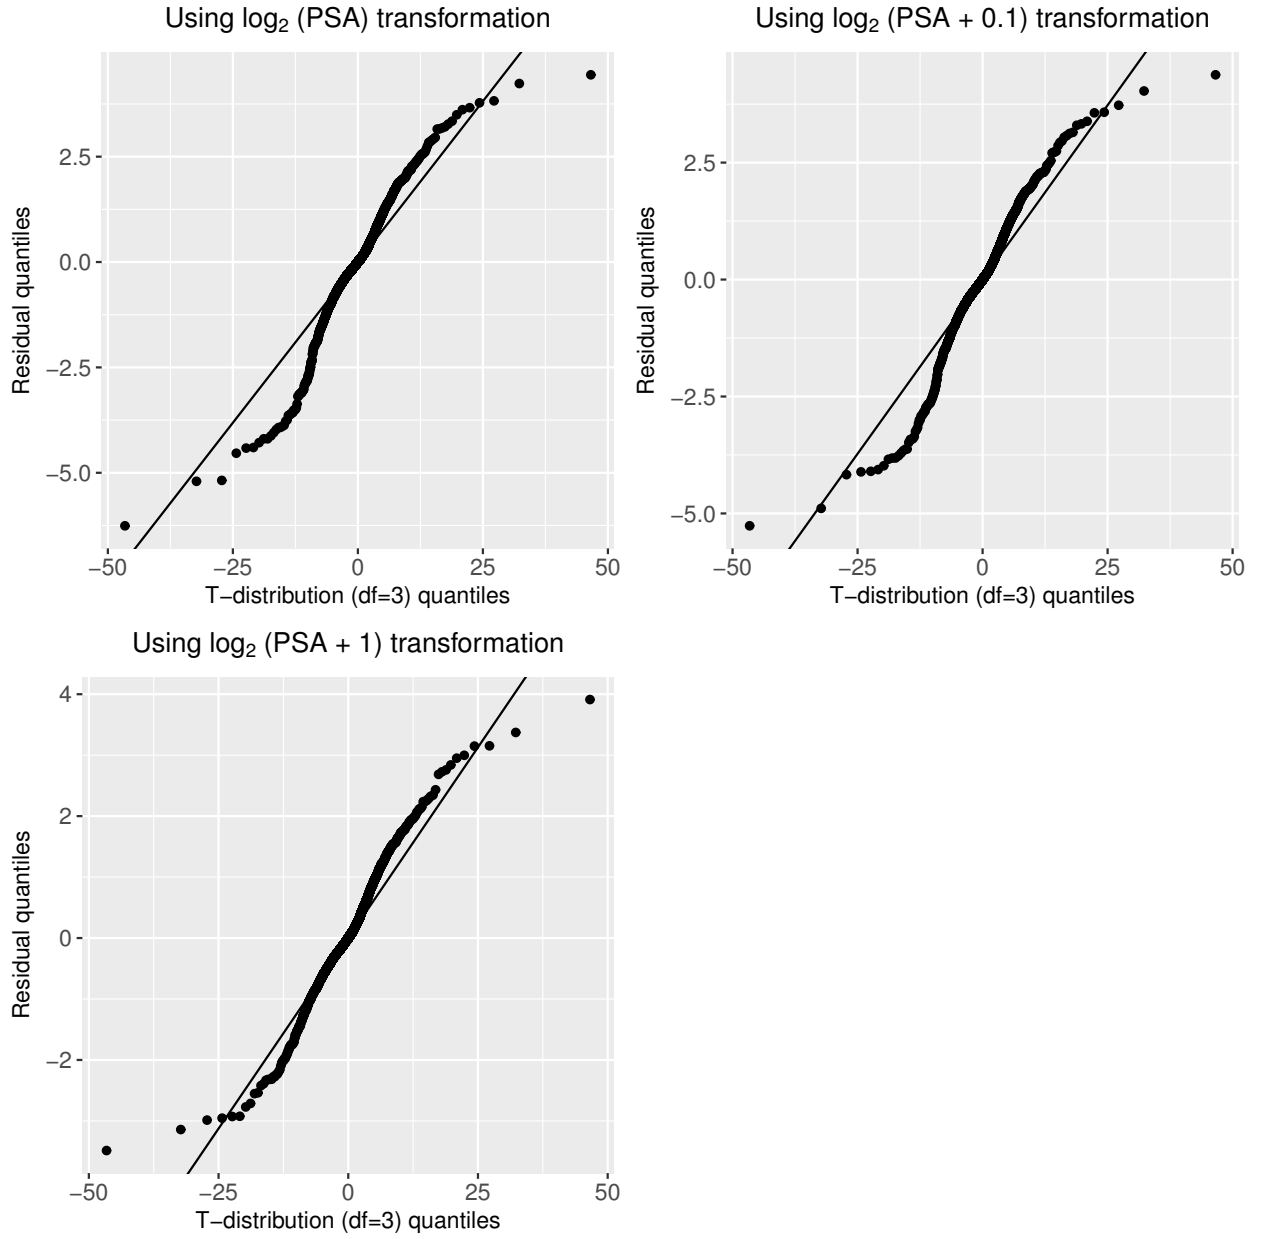 Using log₂ (PSA) transformation
2.5
0.0
−2.5
−5.0
Residual quantiles
−50 −25 0 25 50
T−distribution (df=3) quantiles
Using log₂ (PSA + 0.1) transformation
2.5
0.0
−2.5
−5.0
Residual quantiles
−50 −25 0 25 50
T−distribution (df=3) quantiles
Using log₂ (PSA + 1) transformation
4
2
0
−2
Residual quantiles
−50 −25 0 25 50
T−distribution (df=3) quantiles